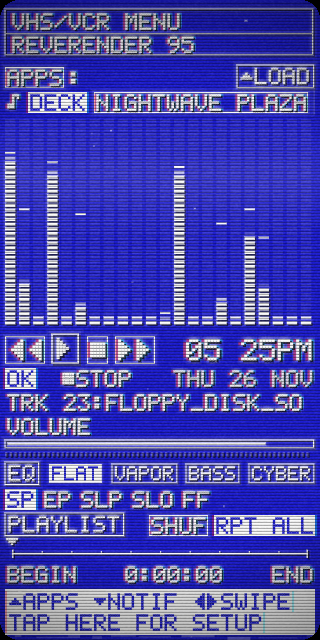 VHS/VCR MENU
REVERENDER 95
APPS: LOAD
DECK NIGHTWAVE PLAZA
05 25PM
OK STOP THU 26 NOV
TRK 23:FLOPPY_DISK_SO
VOLUME
EQ FLAT VAPOR BASS CYBER
SP EP SLP SLO FF
PLAYLIST SHUF RPT ALL
BEGIN 0:00:00 END
APPS NOTIF SWIPE
TAP HERE FOR SETUP